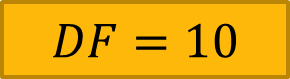 DF = 10